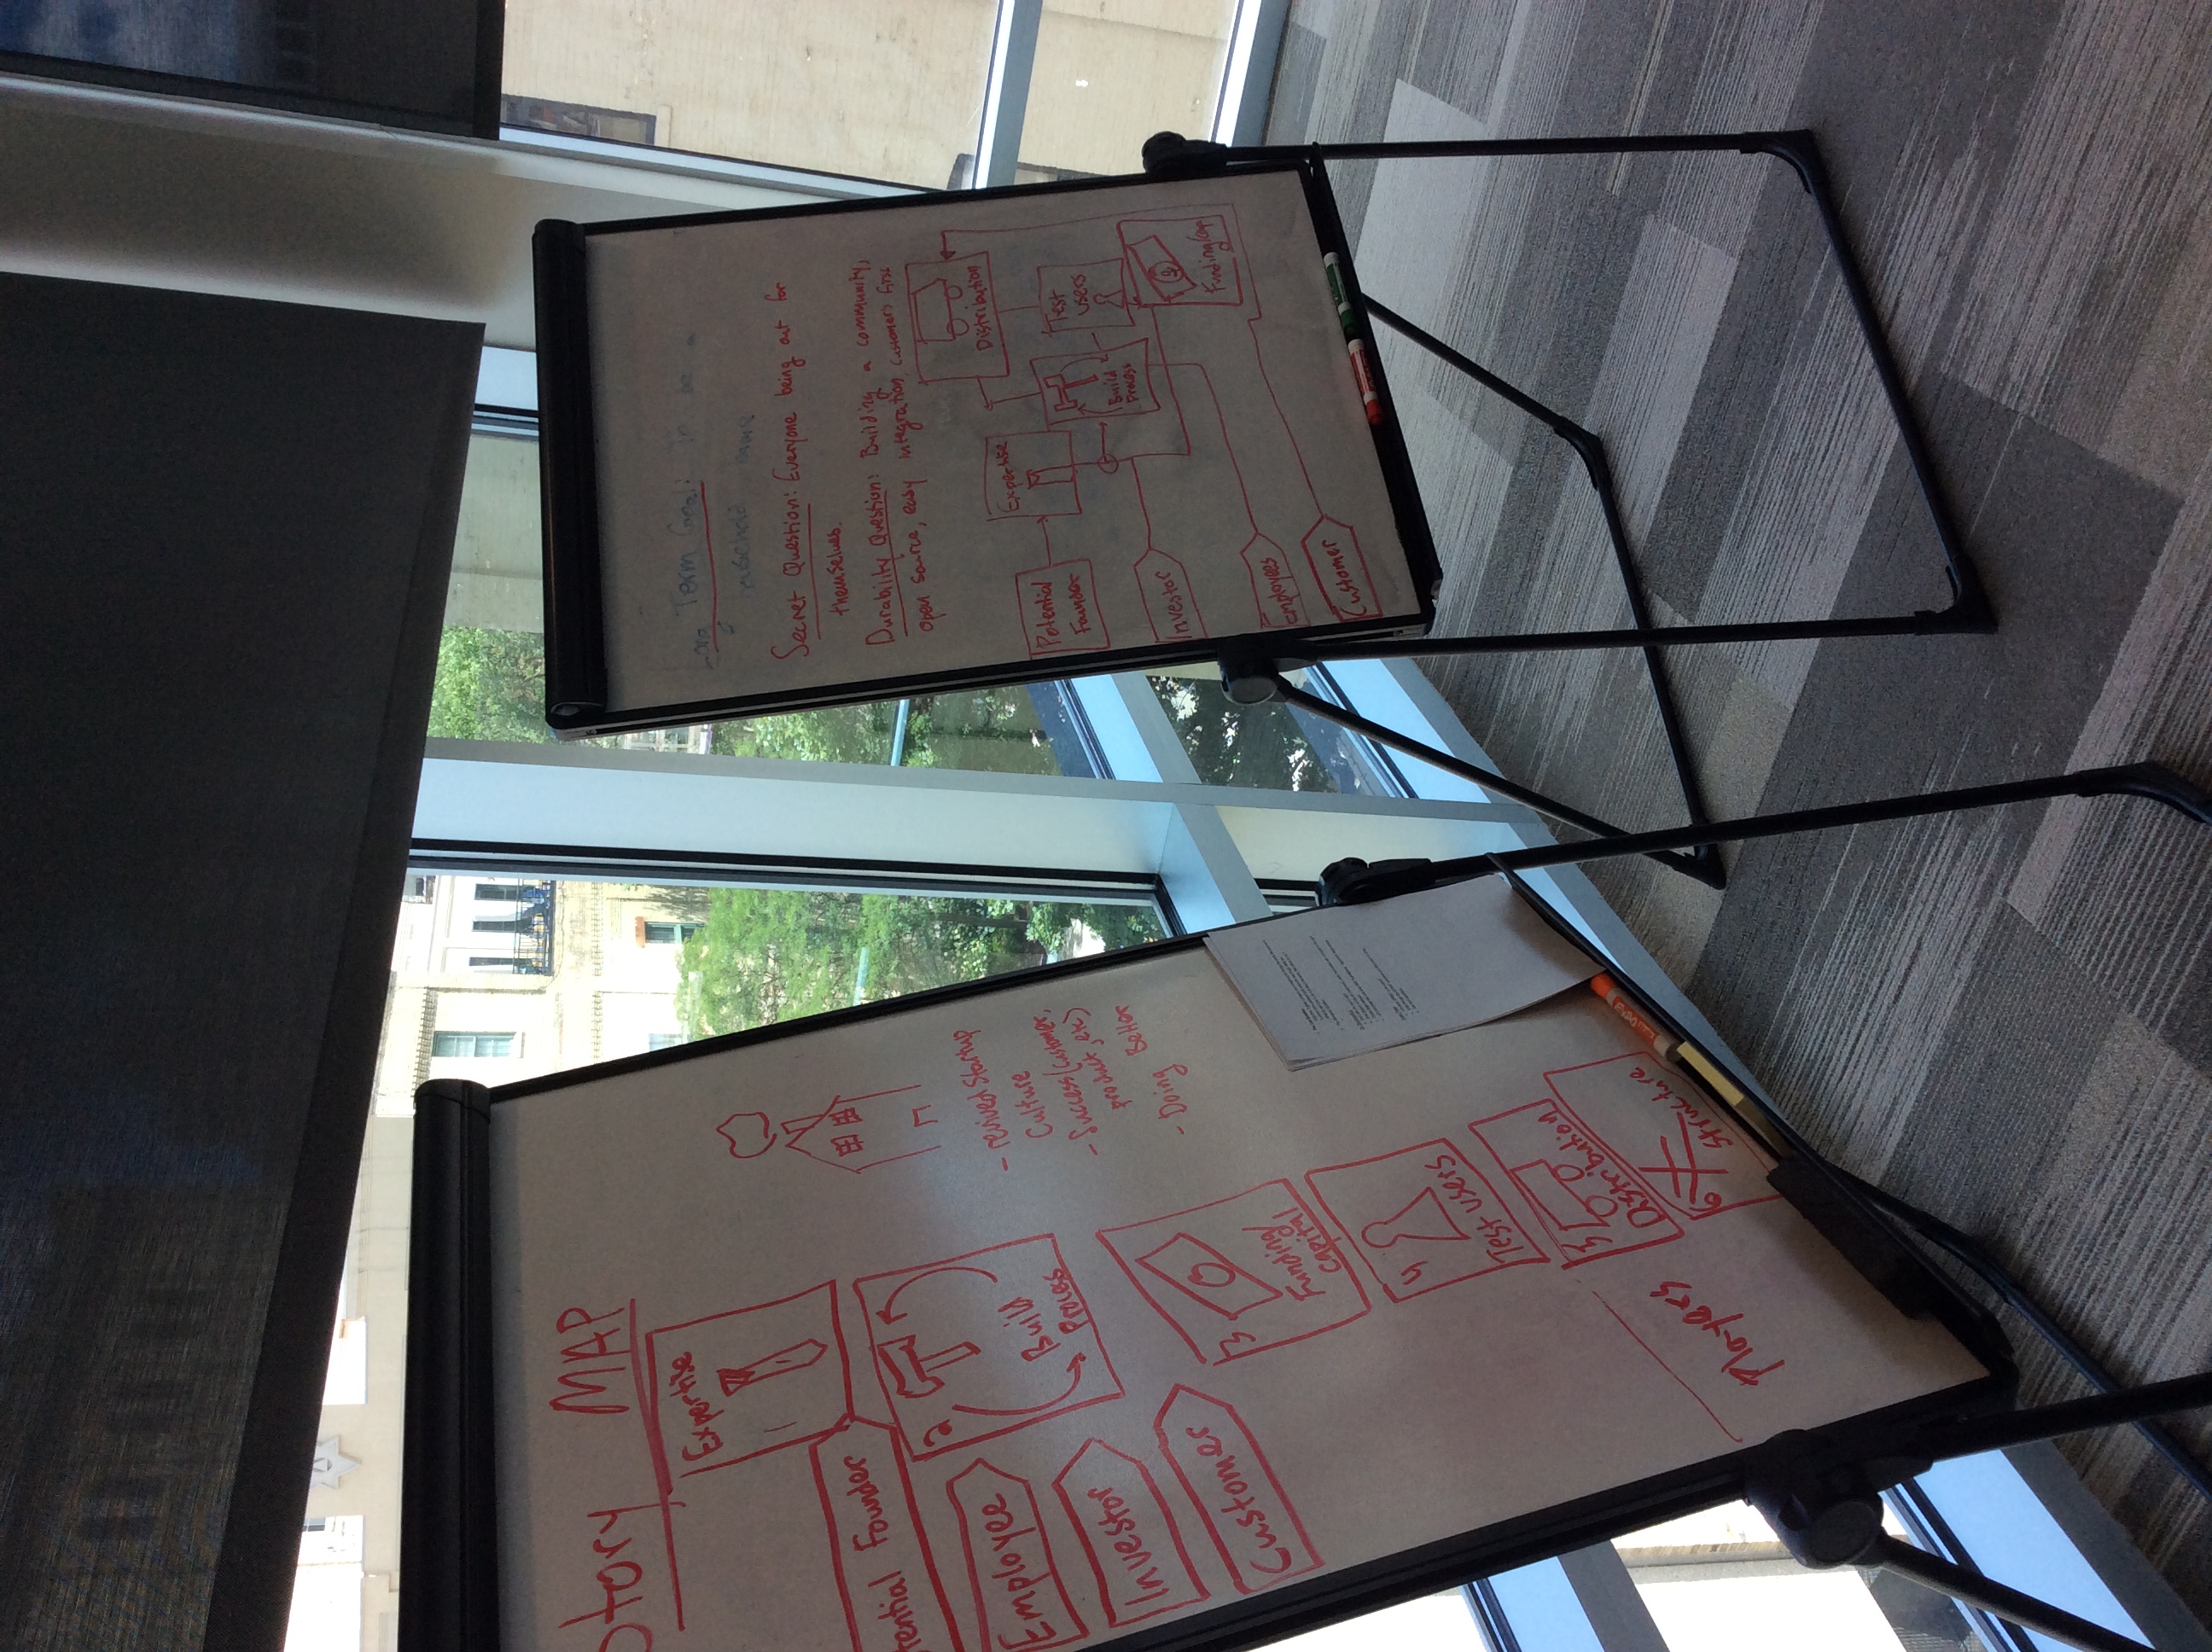 Story MAP
Expertise
tential Founder
2
Employee
Build
Process
Investor
Customer
3
Funding
capital
4
Test users
5
Distribution
6
Structure
Players
- revived Startup
Culture
- Success (Customer,
product, etc)
Better
- Doing
Long Term Goal: To be a
household name
Secret Question: Everyone being out for
themselves.
Durability Question: Building a community,
open source, easy integration, customers first
Distribution
Expertise
Potential
Founder
Test
users
Build
Process
Investor
Funding/cap
Employees
Customer